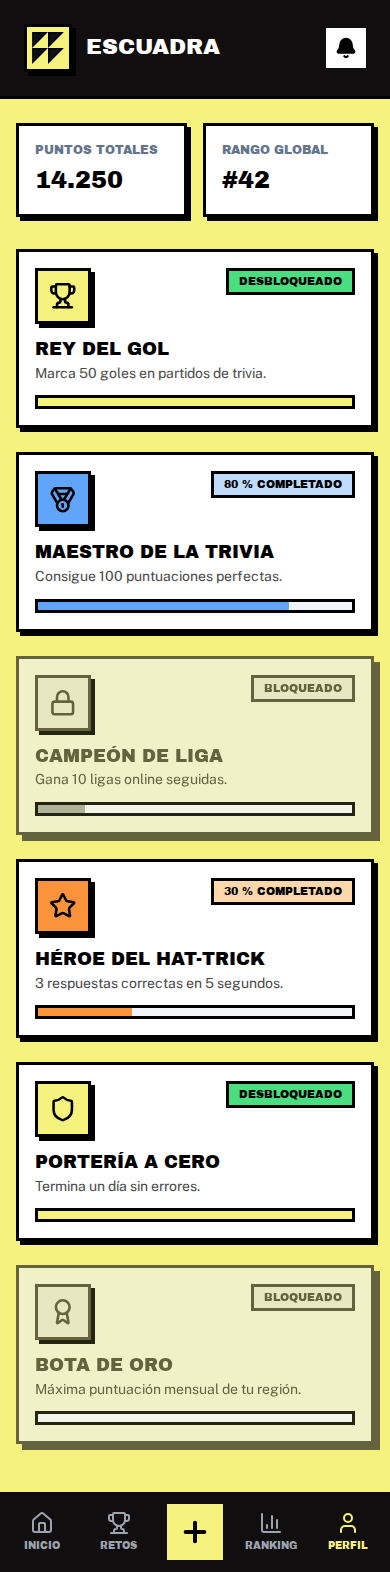 ESCUADRA
PUNTOS TOTALES
14.250
RANGO GLOBAL
#42
DESBLOQUEADO
REY DEL GOL
Marca 50 goles en partidos de trivia.
80 % COMPLETADO
MAESTRO DE LA TRIVIA
Consigue 100 puntuaciones perfectas.
BLOQUEADO
CAMPEÓN DE LIGA
Gana 10 ligas online seguidas.
30 % COMPLETADO
HÉROE DEL HAT-TRICK
3 respuestas correctas en 5 segundos.
DESBLOQUEADO
PORTERÍA A CERO
Termina un día sin errores.
BLOQUEADO
BOTA DE ORO
Máxima puntuación mensual de tu región.
INICIO
RETOS
RANKING
PERFIL